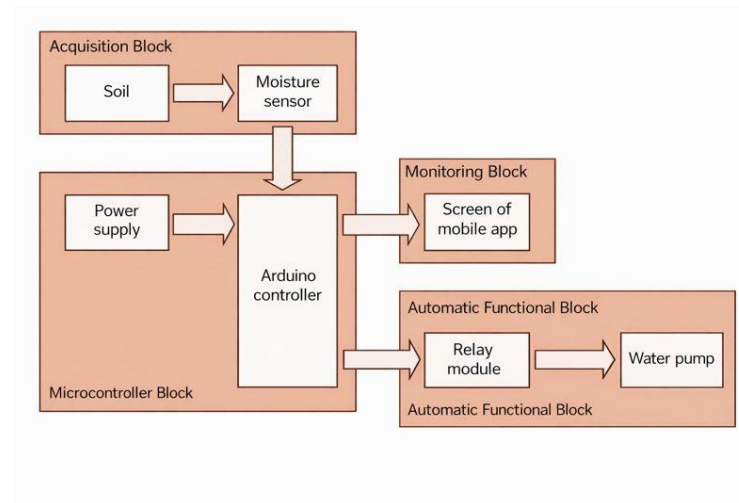 Acquisition Block
Soil
Moisture
sensor
Power
supply
Arduino
controller
Microcontroller Block
Monitoring Block
Screen of
mobile app
Automatic Functional Block
Relay
module
Water pump
Automatic Functional Block